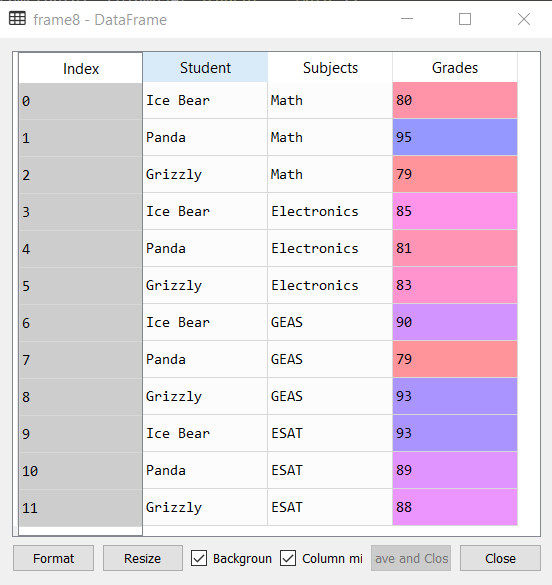 frame8 - DataFrame
Index Student Subjects Grades
0 Ice Bear Math 80
1 Panda Math 95
2 Grizzly Math 79
3 Ice Bear Electronics 85
4 Panda Electronics 81
5 Grizzly Electronics 83
6 Ice Bear GEAS 90
7 Panda GEAS 79
8 Grizzly GEAS 93
9 Ice Bear ESAT 93
10 Panda ESAT 89
11 Grizzly ESAT 88
Format Resize Backgroun Column mi ave and Clos Close